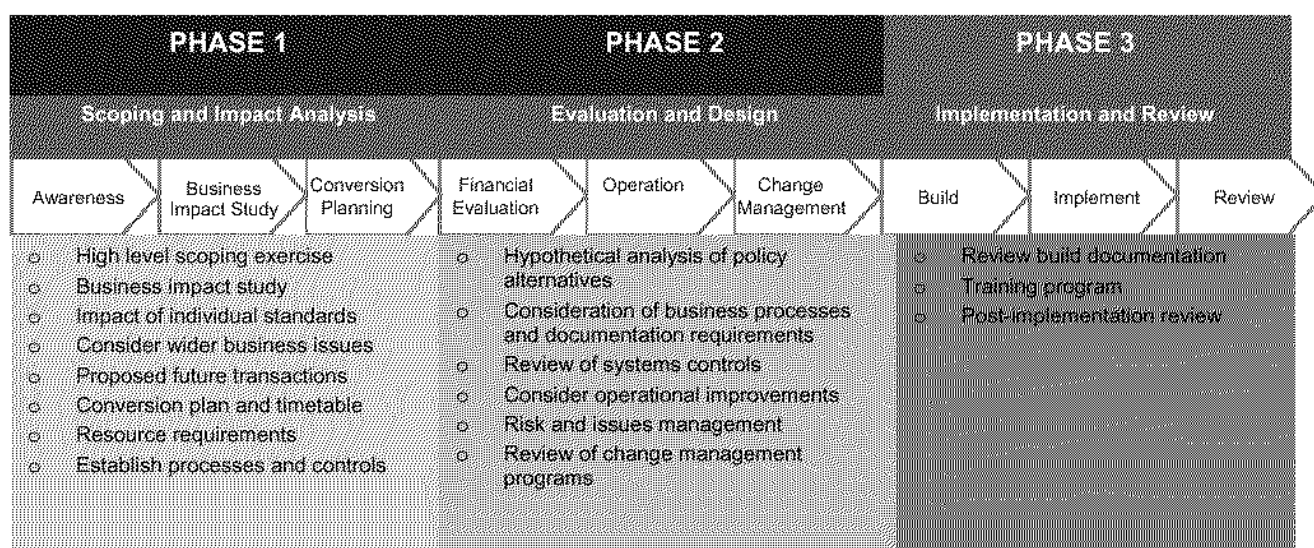 PHASE 1
PHASE 2
PHASE 3
Scoping and Impact Analysis
Evaluation and Design
Implementation and Review
Awareness
Business
Impact Study
Conversion
Planning
Financial
Evaluation
Operation
Change
Management
Build
Implement
Review
o High level scoping exercise
o Business impact study
o Impact of individual standards
o Consider wider business issues
o Proposed future transactions
o Conversion plan and timetable
o Resource requirements
o Establish processes and controls
o Hypothetical analysis of policy
alternatives
o Consideration of business processes
and documentation requirements
o Review of systems controls
o Consider operational improvements
o Risk and issues management
o Review of change management
programs
o Review build documentation
o Training program
o Post-implementation review